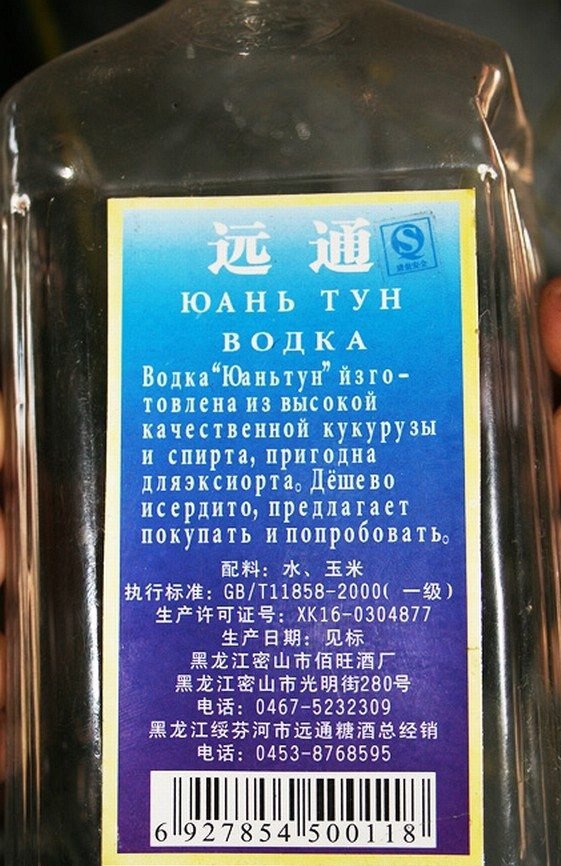 远通
质量安全
ЮАНЬ ТУН
ВОДКА
Водка“Юаньтун” йзго-
товлена из высокой
качественной кукурузы
и спирта, пригодна
дляэксиорта。Дёшево
исердито, предлагает
покупать ипопробовать。
配料：水、玉米
执行标准：GB/T11858-2000(一级)
生产许可证号：XK16-0304877
生产日期：见标
黑龙江密山市佰旺酒厂
黑龙江密山市光明街280号
电话：0467-5232309
黑龙江绥芬河市远通糖酒总经销
电话：0453-8768595
6 927854 500118